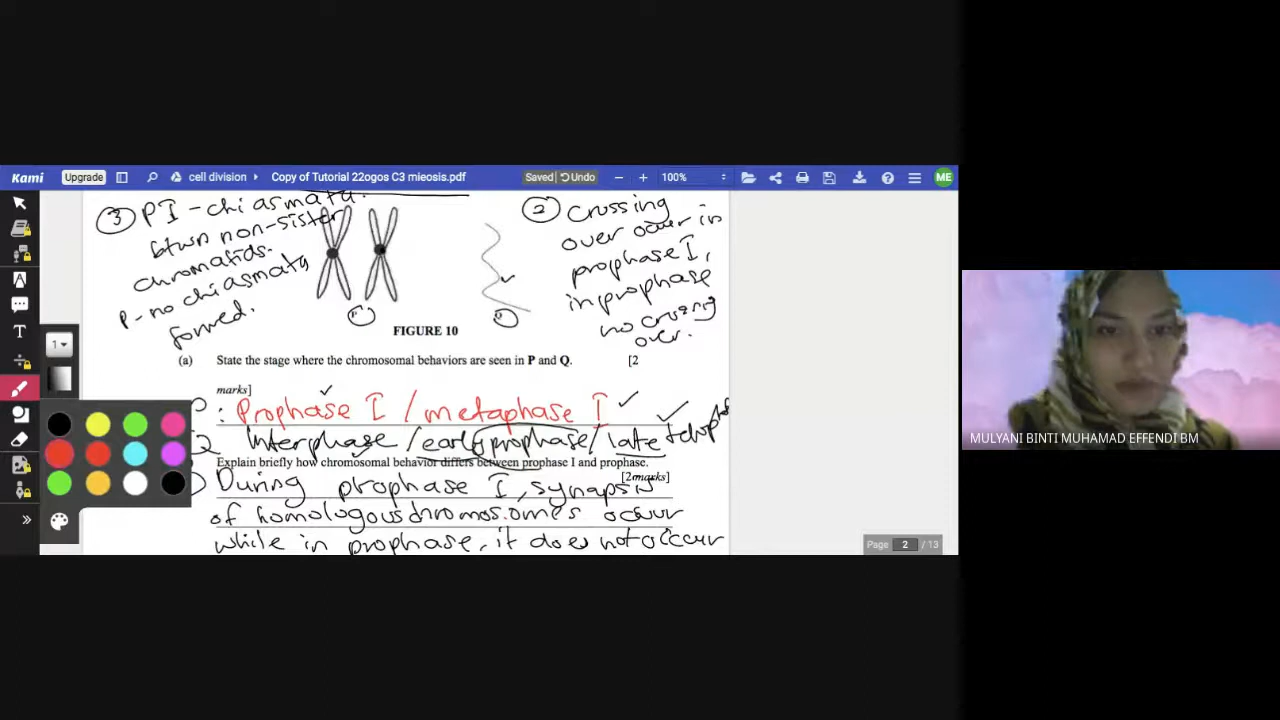 Kami
Upgrade
cell division
Copy of Tutorial 22ogos C3 mieosis.pdf
Saved
Undo
100%
ME
3 PI - chiasmata
btwn non-sister
chromatids.
P - no chiasmata
formed.
2 Crossing
over occur in
prophase I,
in prophase
no crossing
over.
FIGURE 10
(a) State the stage where the chromosomal behaviors are seen in P and Q. [2
marks]
: Prophase I / metaphase I
Q Interphase / early prophase / late
Explain briefly how chromosomal behavior differs between prophase I and prophase.
[2marks]
During prophase I, synapsis
of homologous chromosomes occur
while in prophase, it does not occur
1
T
Page 2 / 13
MULYANI BINTI MUHAMAD EFFENDI BM